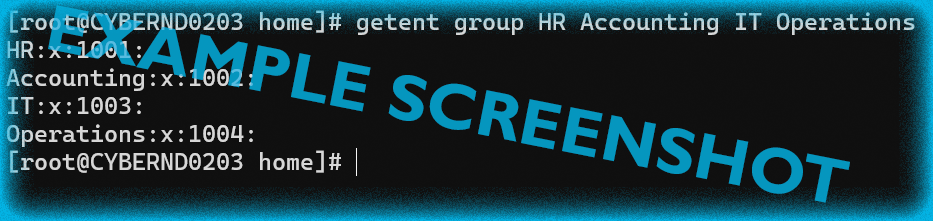 [root@CYBERND0203 home]# getent group HR Accounting IT Operations
HR:x:1001:
Accounting:x:1002:
IT:x:1003:
Operations:x:1004:
[root@CYBERND0203 home]#
EXAMPLE SCREENSHOT